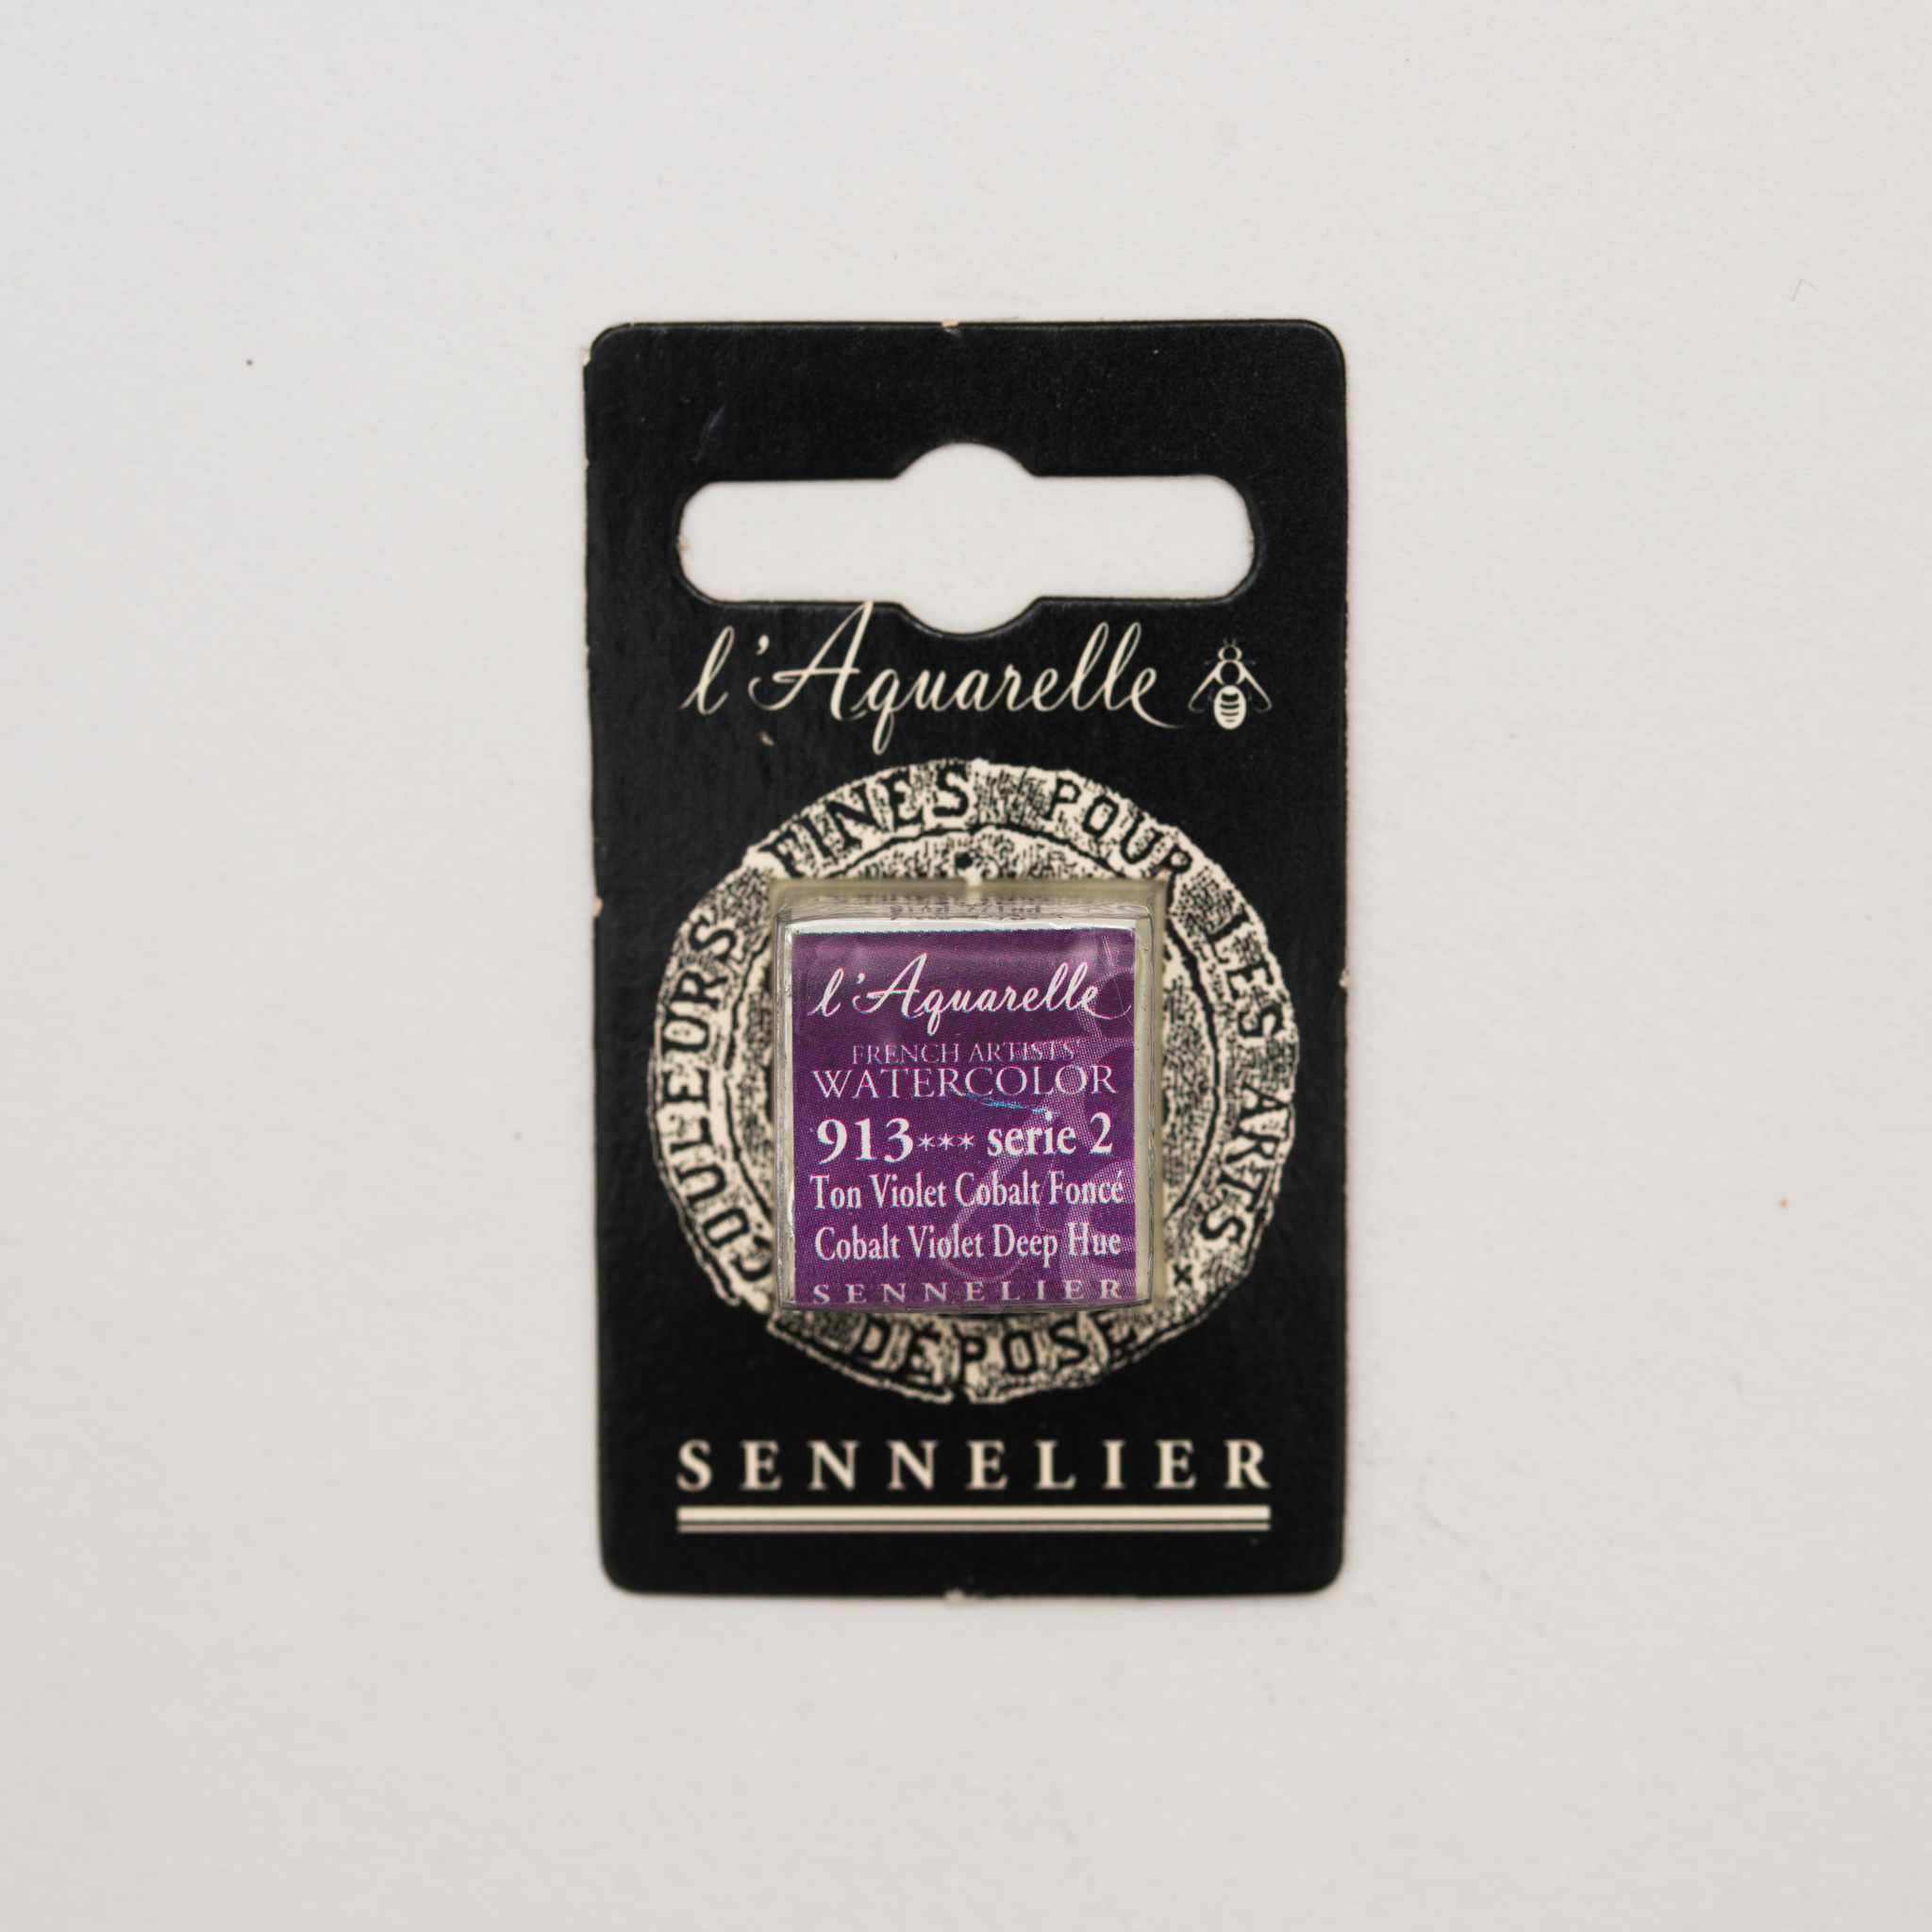 l'Aquarelle
COULEURS FINES POUR LES ARTS
l'Aquarelle
FRENCH ARTISTS'
WATERCOLOR
913*** serie 2
Ton Violet Cobalt Foncé
Cobalt Violet Deep Hue
SENNELIER
DÉPOSÉ
SENNELIER